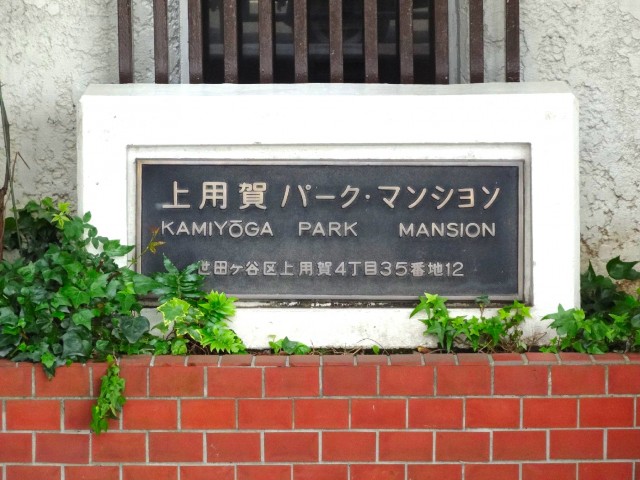 上用賀パーク・マンション
KAMIYŌGA PARK MANSION
世田ヶ谷区上用賀4丁目35番地12